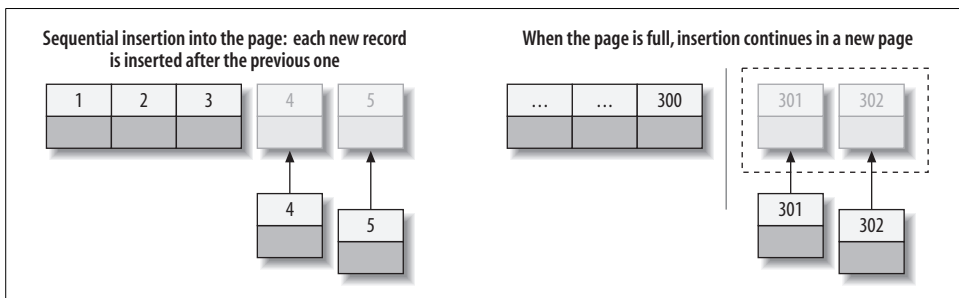 Sequential insertion into the page: each new record
is inserted after the previous one
1 2 3 4 5
4
5
When the page is full, insertion continues in a new page
... ... 300 301 302
301
302